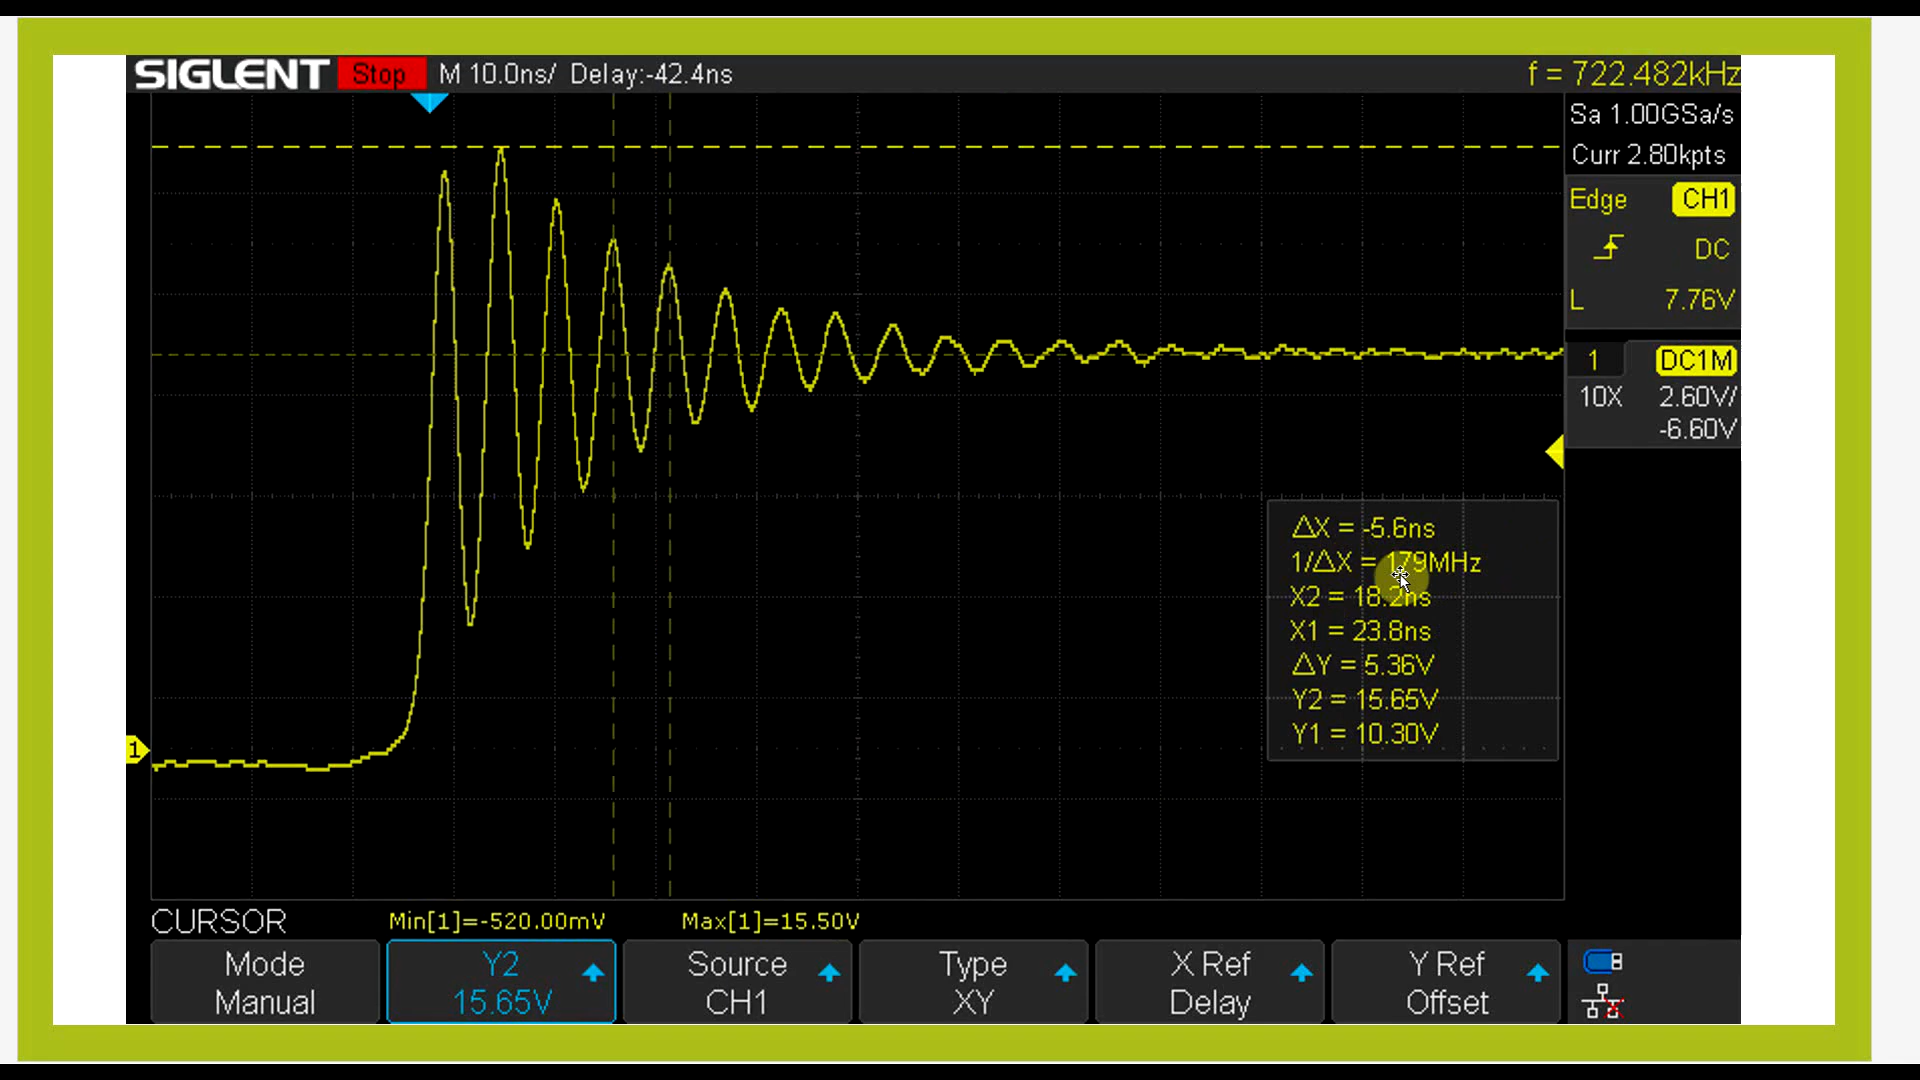 SIGLENT Stop M 10.0ns/ Delay:-42.4ns f = 722.482kHz
Sa 1.00GSa/s
Curr 2.80kpts
Edge CH1
DC
L 7.76V
1 DC1M
10X 2.60V/
-6.60V
ΔX = -5.6ns
1/ΔX = 179MHz
X2 = 18.2ns
X1 = 23.8ns
ΔY = 5.36V
Y2 = 15.65V
Y1 = 10.30V
1
CURSOR Min[1]=-520.00mV Max[1]=15.50V
Mode Y2 Source Type X Ref Y Ref
Manual 15.65V CH1 XY Delay Offset